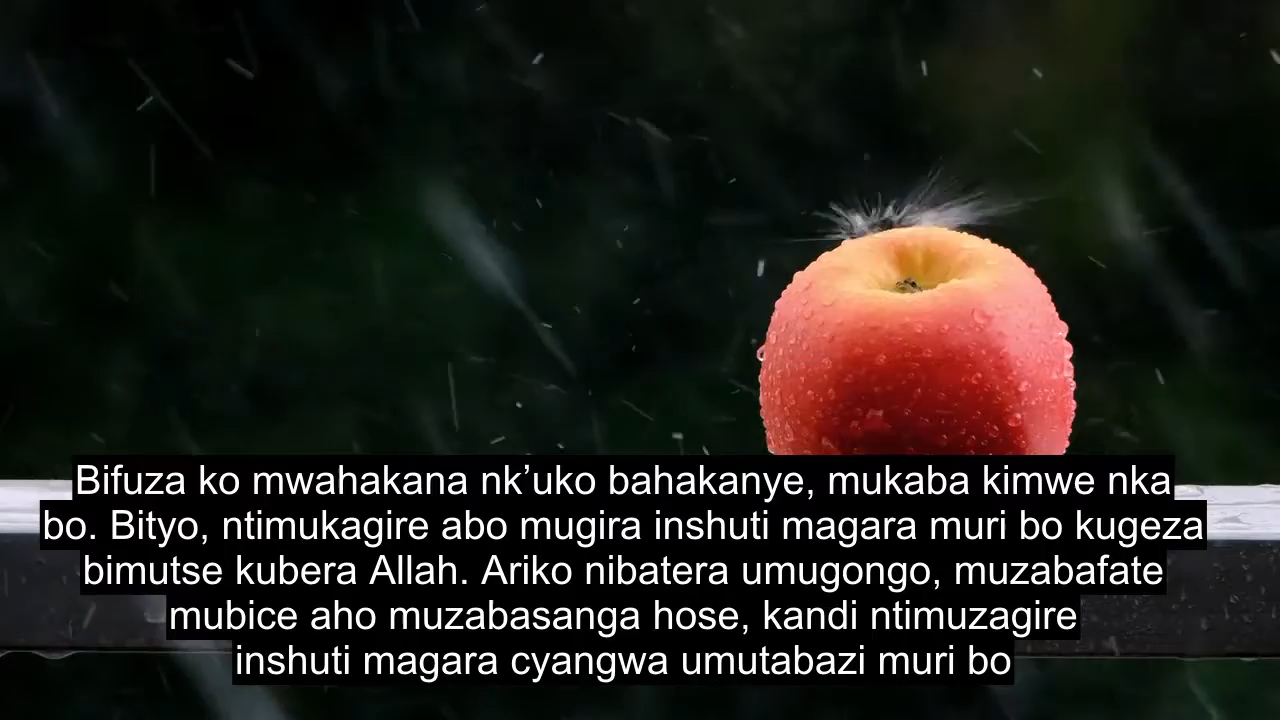 Bifuza ko mwahakana nk’uko bahakanye, mukaba kimwe nka
bo. Bityo, ntimukagire abo mugira inshuti magara muri bo kugeza
bimutse kubera Allah. Ariko nibatera umugongo, muzabafate
mubice aho muzabasanga hose, kandi ntimuzagire
inshuti magara cyangwa umutabazi muri bo